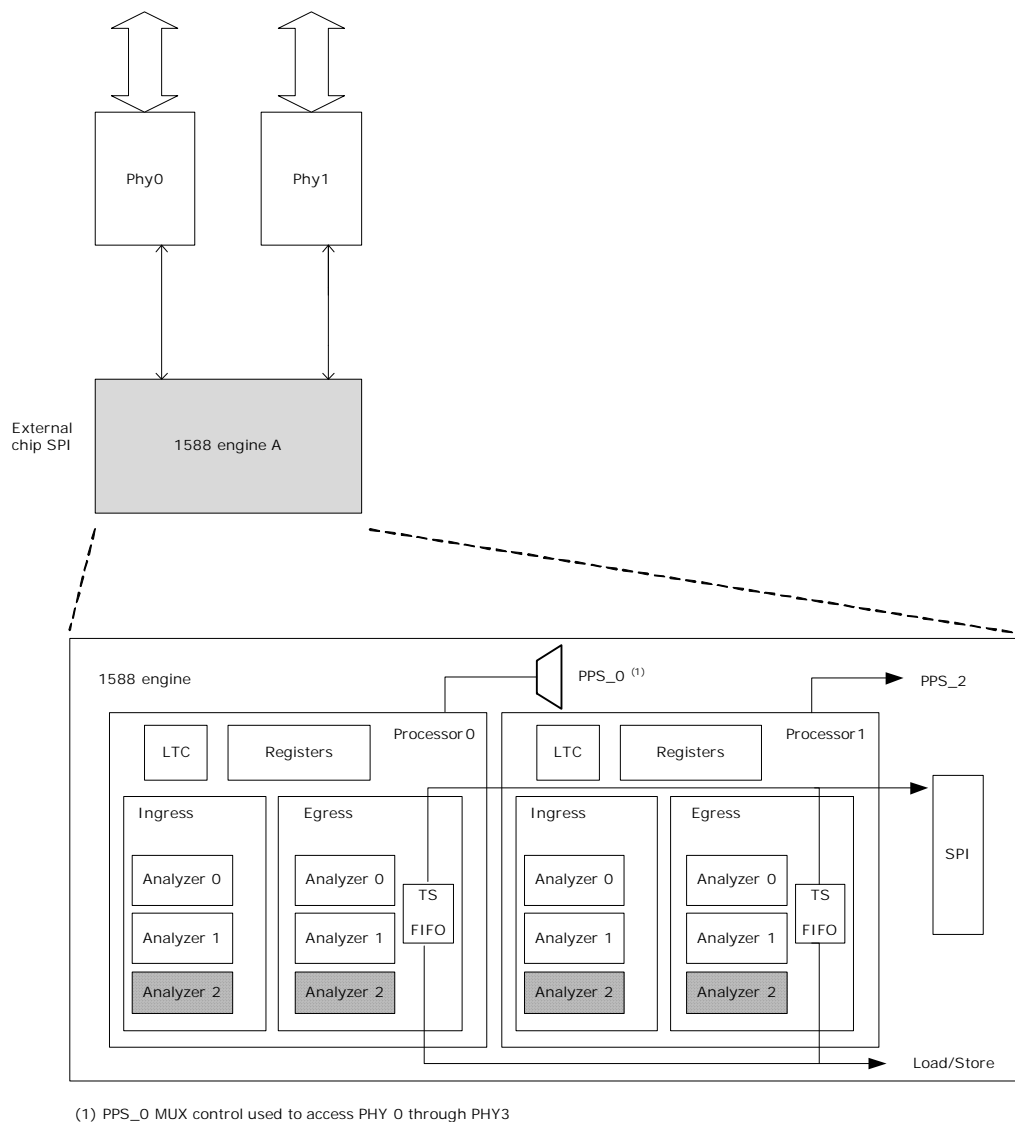 Phy0
Phy1
External
chip SPI
1588 engine A
1588 engine
PPS_0 (1)
PPS_2
Processor0
Processor1
LTC
Registers
LTC
Registers
Ingress
Egress
Ingress
Egress
SPI
Analyzer 0
Analyzer 0
TS
Analyzer 0
Analyzer 0
TS
Analyzer 1
Analyzer 1
FIFO
Analyzer 1
Analyzer 1
FIFO
Analyzer 2
Analyzer 2
Analyzer 2
Analyzer 2
Load/Store
(1) PPS_0 MUX control used to access PHY 0 through PHY3